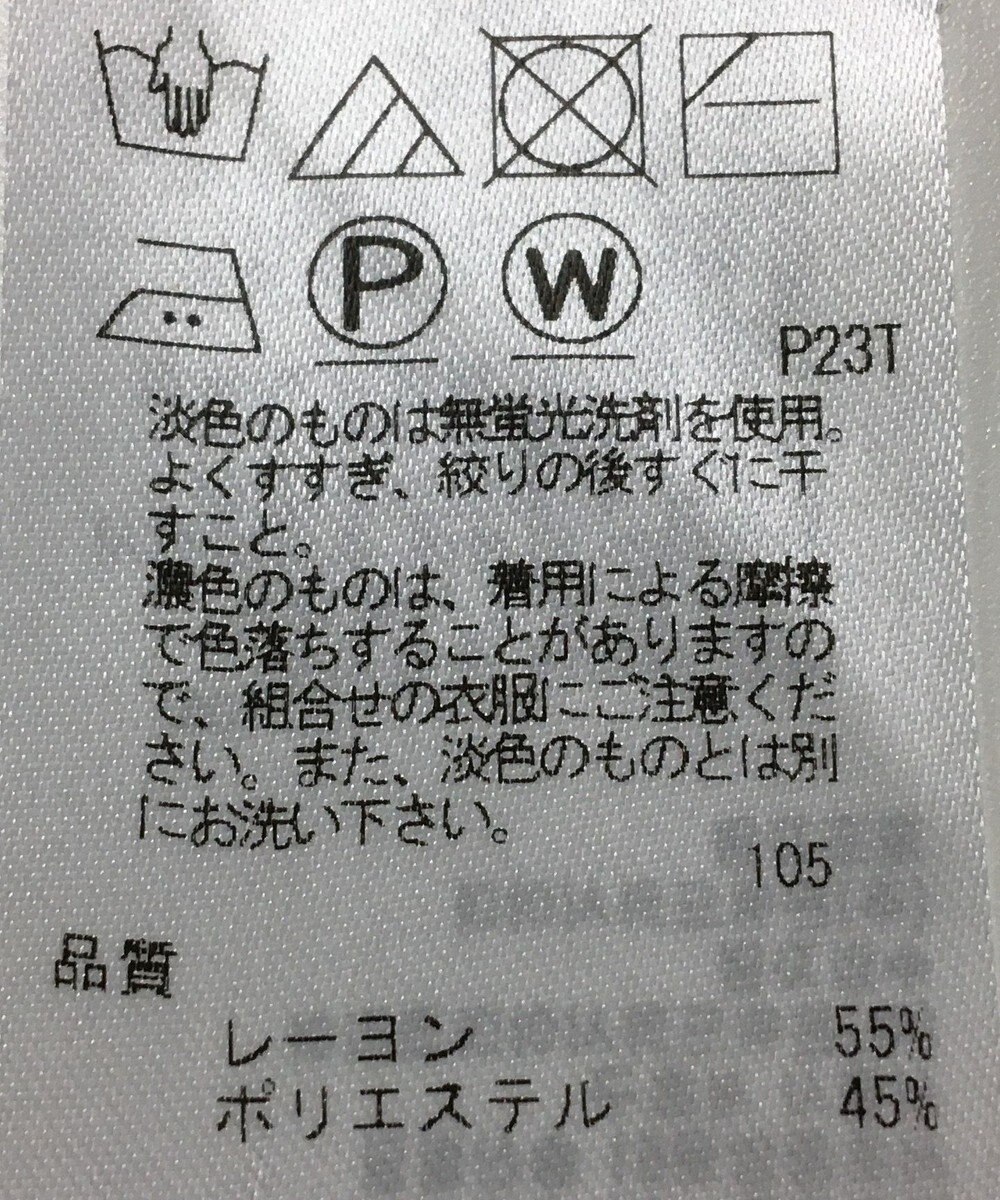 P
W
P23T
淡色のものは無蛍光洗剤を使用。
よくすすぎ、絞りの後すぐに干
すこと。
濃色のものは、着用による摩擦
で色落ちすることがありますの
で、組合せの衣服にご注意くだ
さい。また、淡色のものとは別
にお洗い下さい。
105
品質
レーヨン 55%
ポリエステル 45%